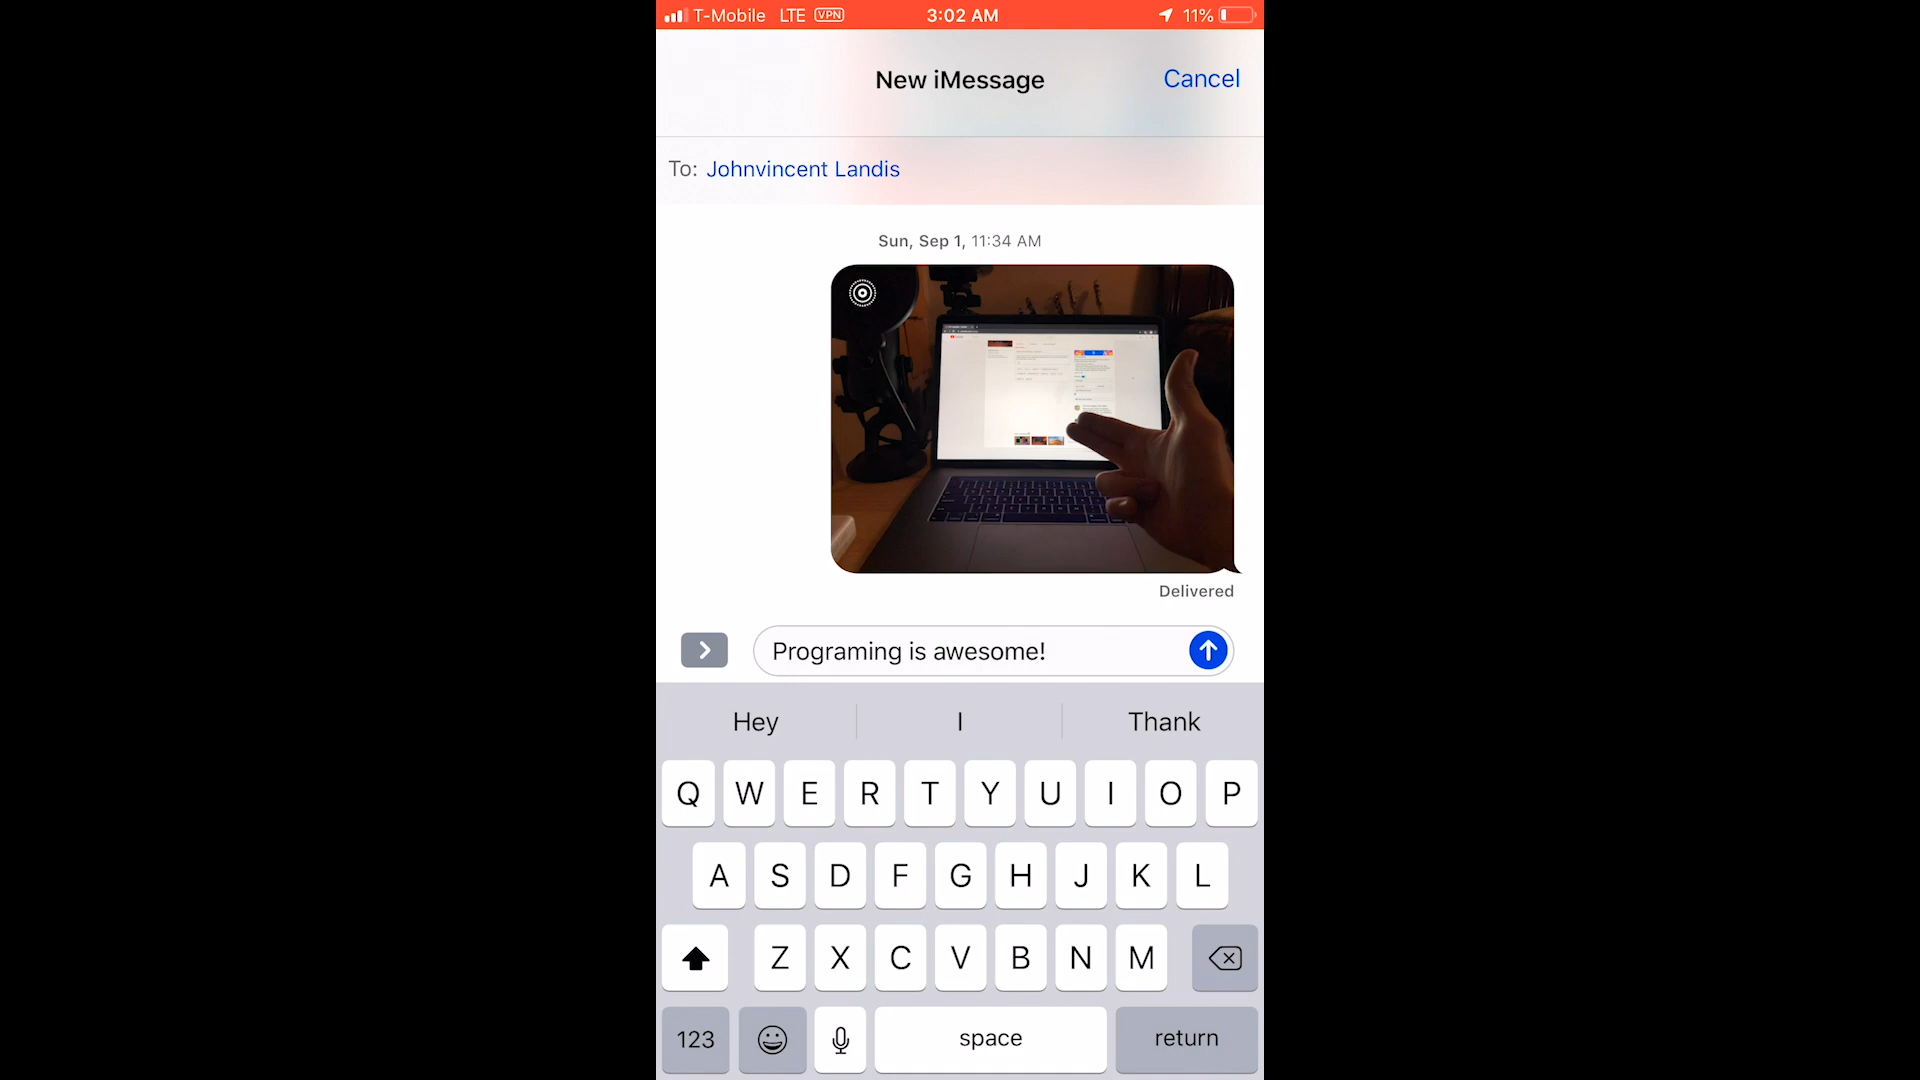 T-Mobile LTE VPN 3:02 AM 11%
New iMessage Cancel
To: Johnvincent Landis
Sun, Sep 1, 11:34 AM
Delivered
Programing is awesome!
Hey I Thank
Q W E R T Y U I O P
A S D F G H J K L
Z X C V B N M
123 space return